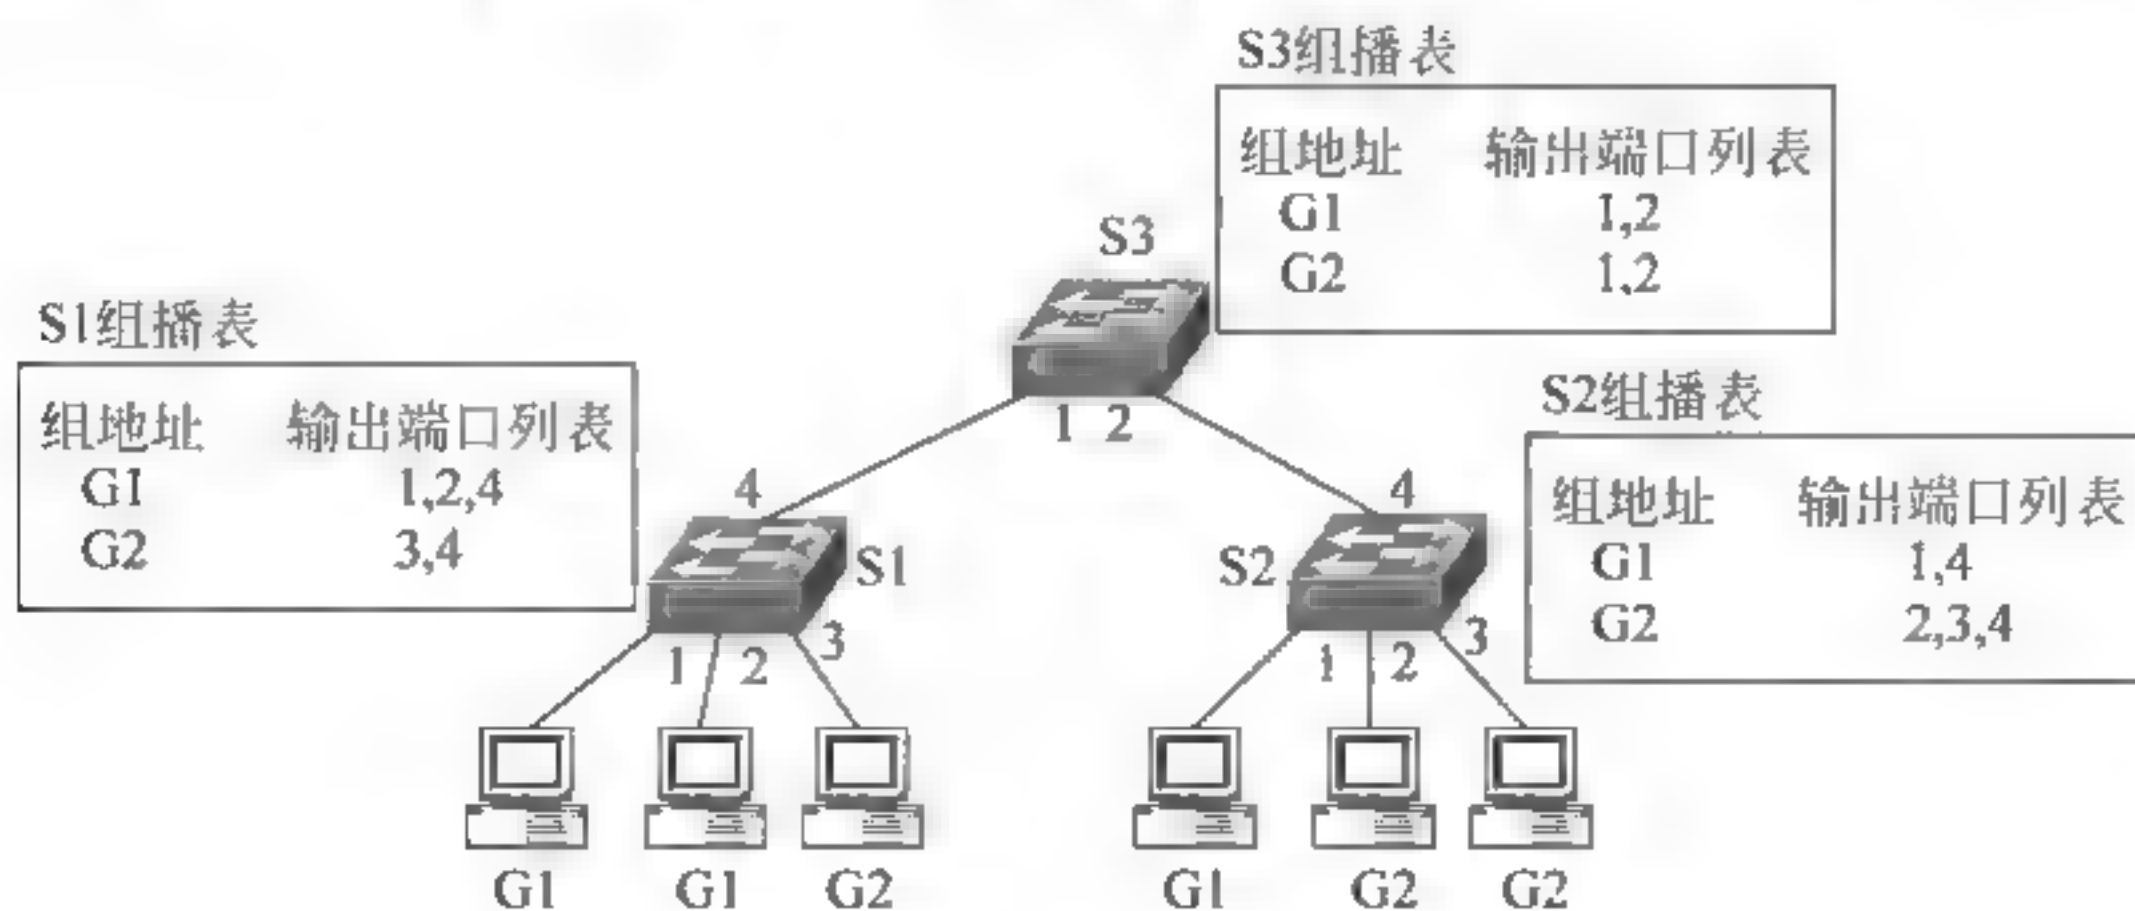 S3组播表
组地址 输出端口列表
G1 1,2
G2 1,2
S3
1 2
S1组播表
组地址 输出端口列表
G1 1,2,4
G2 3,4
S2组播表
组地址 输出端口列表
G1 1,4
G2 2,3,4
4
S1
1 2 3
4
S2
1 2 3
G1 G1 G2 G1 G2 G2